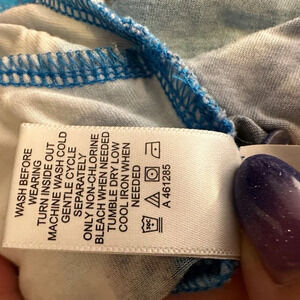 WASH BEFORE
WEARING
TURN INSIDE OUT
MACHINE WASH COLD
GENTLE CYCLE
SEPARATELY
ONLY NON-CHLORINE
BLEACH WHEN NEEDED
TUMBLE DRY LOW
COOL IRON WHEN
NEEDED
A 461285